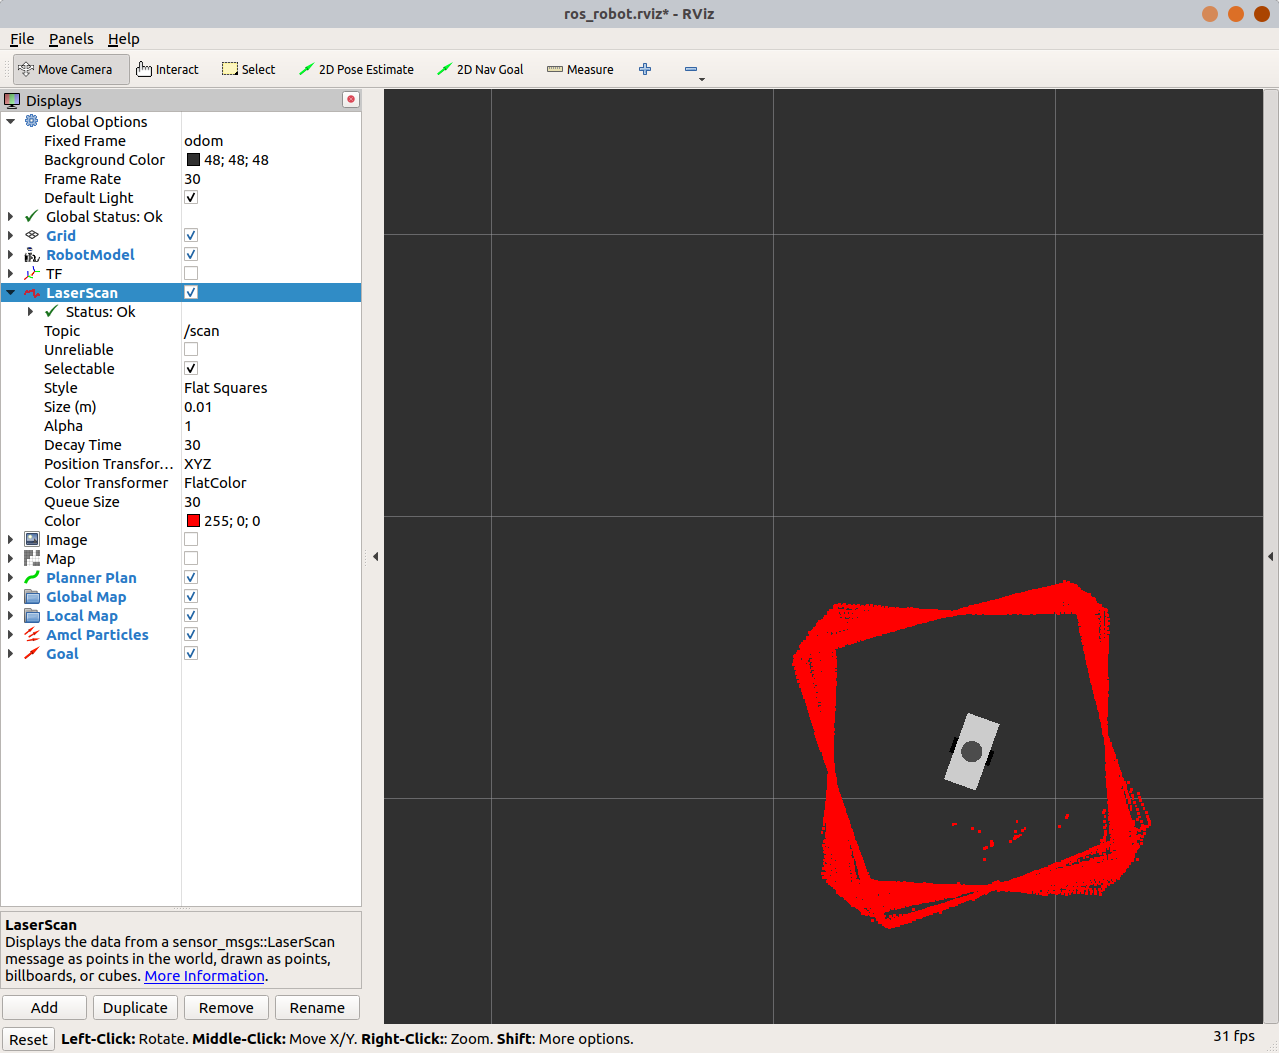 ros_robot.rviz* - RViz
File Panels Help
Move Camera Interact Select 2D Pose Estimate 2D Nav Goal Measure
Displays
Global Options
Fixed Frame odom
Background Color 48; 48; 48
Frame Rate 30
Default Light
Global Status: Ok
Grid
RobotModel
TF
LaserScan
Status: Ok
Topic /scan
Unreliable
Selectable
Style Flat Squares
Size (m) 0.01
Alpha 1
Decay Time 30
Position Transfor... XYZ
Color Transformer FlatColor
Queue Size 30
Color 255; 0; 0
Image
Map
Planner Plan
Global Map
Local Map
Amcl Particles
Goal
LaserScan
Displays the data from a sensor_msgs::LaserScan
message as points in the world, drawn as points,
billboards, or cubes. More Information.
Add Duplicate Remove Rename
Reset Left-Click: Rotate. Middle-Click: Move X/Y. Right-Click:: Zoom. Shift: More options. 31 fps